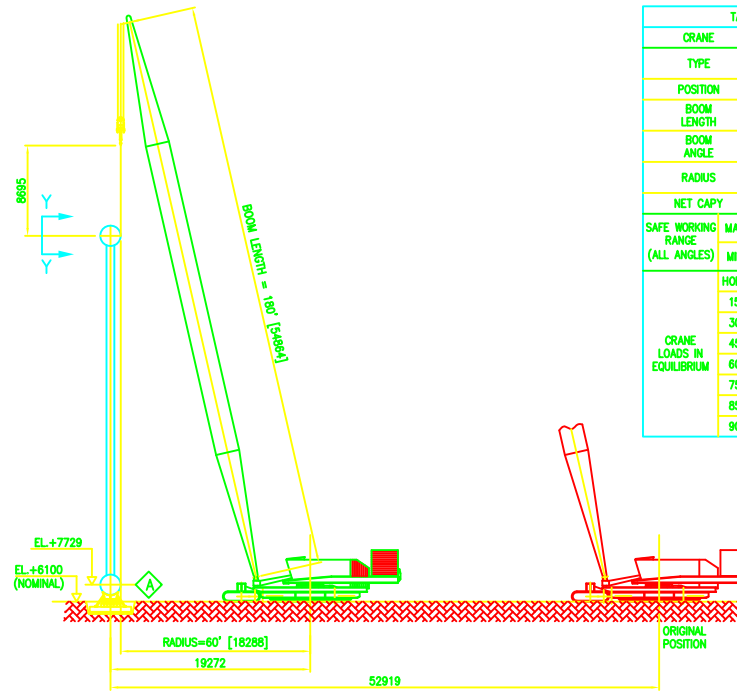 CRANE
TYPE
POSITION
BOOM
LENGTH
BOOM
ANGLE
RADIUS
NET CAPY
SAFE WORKING
RANGE
(ALL ANGLES)
CRANE
LOADS IN
EQUILIBRIUM
8695
Y
Y
BOOM LENGTH = 180' [54864]
EL.+7729
EL.+6100
(NOMINAL)
A
RADIUS=60' [18288]
19272
52919
ORIGINAL
POSITION